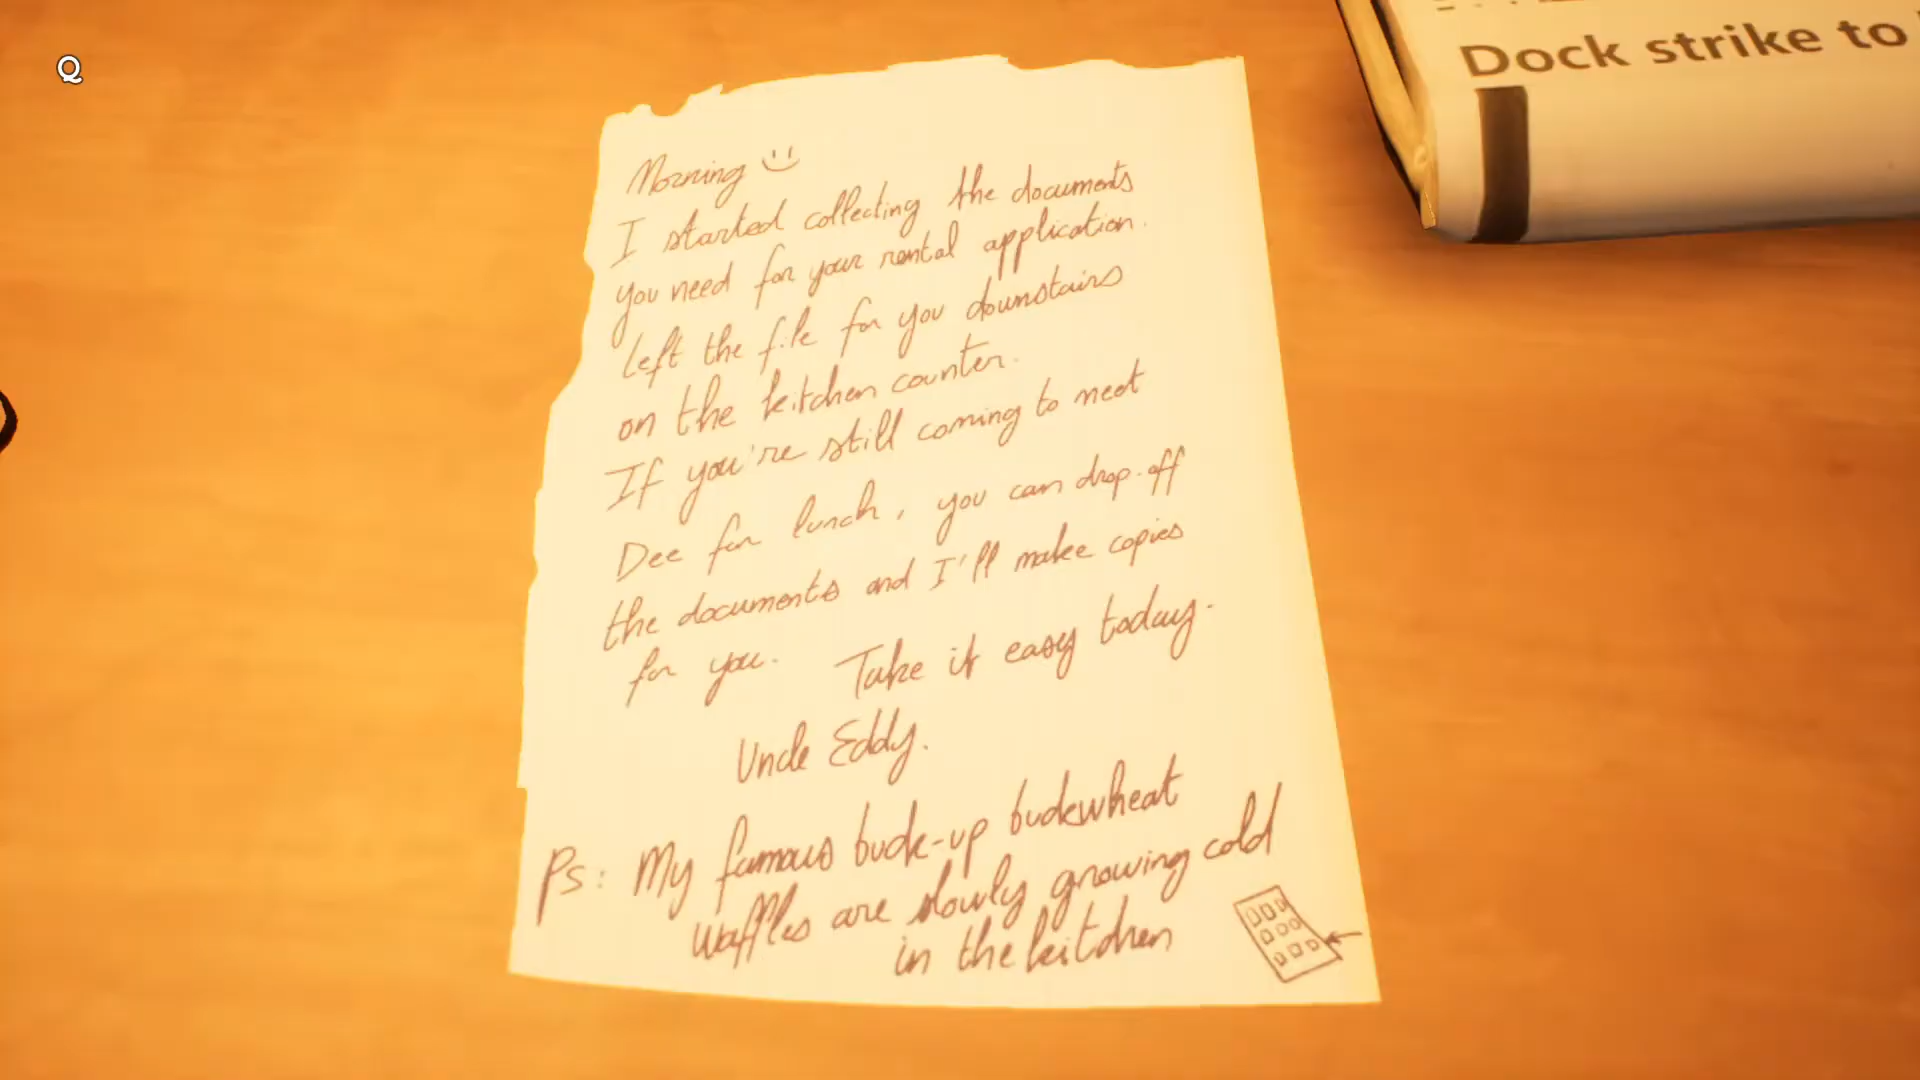 Q
Dock strike to
Morning
I started collecting the documents
you need for your rental application.
Left the file for you downstairs
on the kitchen counter.
If you're still coming to meet
Dee for lunch, you can drop-off
the documents and I'll make copies
for you. Take it easy today.
Uncle Eddy.
Ps: My famous buck-up buckwheat
waffles are slowly growing cold
in the kitchen